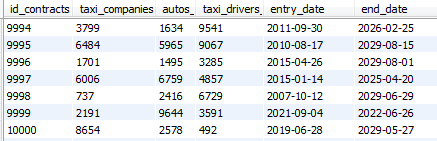 id_contracts taxi_companies autos_ taxi_drivers_ entry_date end_date
9994 3799 1634 9541 2011-09-30 2026-02-25
9995 6484 5965 9067 2010-08-17 2029-08-15
9996 1701 1495 3285 2015-04-26 2029-08-01
9997 6006 6759 4857 2015-01-14 2025-04-20
9998 737 2416 6729 2007-10-12 2029-06-29
9999 2191 9644 3591 2021-09-04 2022-06-26
10000 8654 2578 492 2019-06-28 2029-05-27